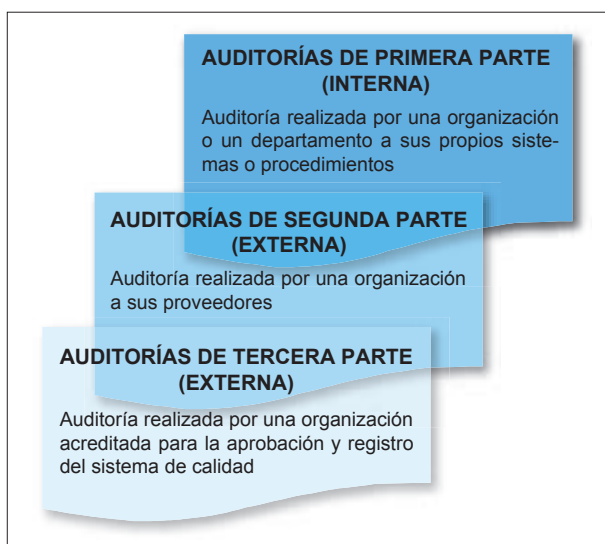 AUDITORÍAS DE PRIMERA PARTE
(INTERNA)
Auditoría realizada por una organización
o un departamento a sus propios siste-
mas o procedimientos
AUDITORÍAS DE SEGUNDA PARTE
(EXTERNA)
Auditoría realizada por una organización
a sus proveedores
AUDITORÍAS DE TERCERA PARTE
(EXTERNA)
Auditoría realizada por una organización
acreditada para la aprobación y registro
del sistema de calidad